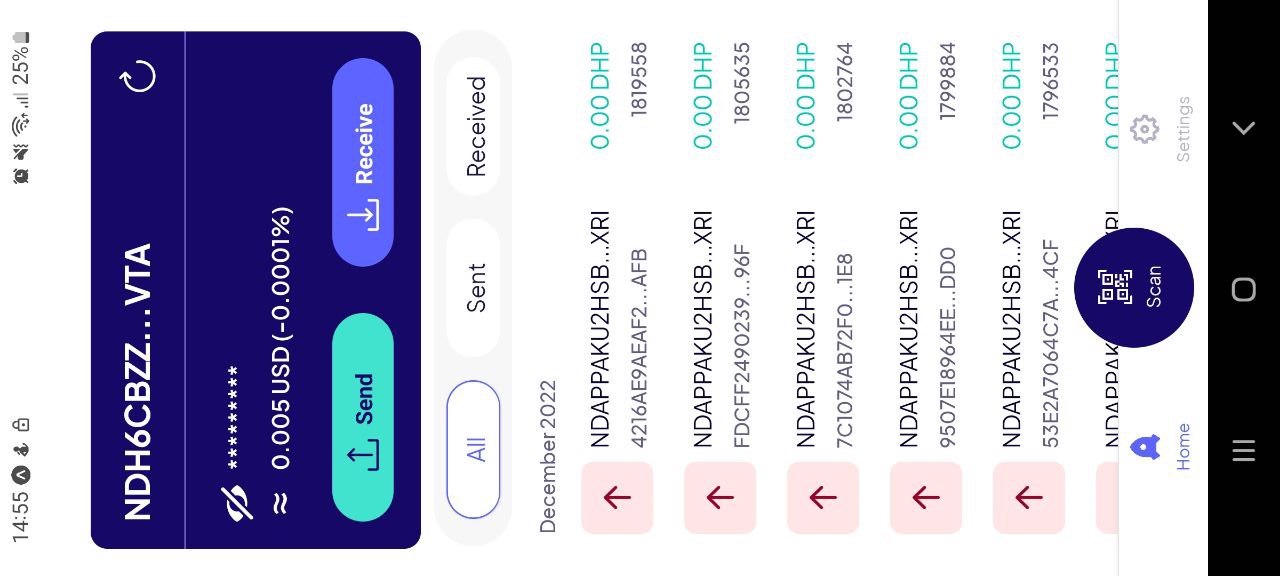 14:55
25%
NDH6CBZZ...VTA
*********
≈ 0.005 USD (-0.0001%)
Send
Receive
All
Sent
Received
December 2022
NDAPPAKU2HSB...XRI
0.00 DHP
4216AE9AEAF2...AFB
1819558
NDAPPAKU2HSB...XRI
0.00 DHP
FDCFF2490239...96F
1805635
NDAPPAKU2HSB...XRI
0.00 DHP
7C1074AB72F0...1E8
1802764
NDAPPAKU2HSB...XRI
0.00 DHP
9507E18964EE...DD0
1799884
NDAPPAKU2HSB...XRI
0.00 DHP
53E2A7064C7A...4CF
1796533
0.00 DHP
Home
Scan
Settings